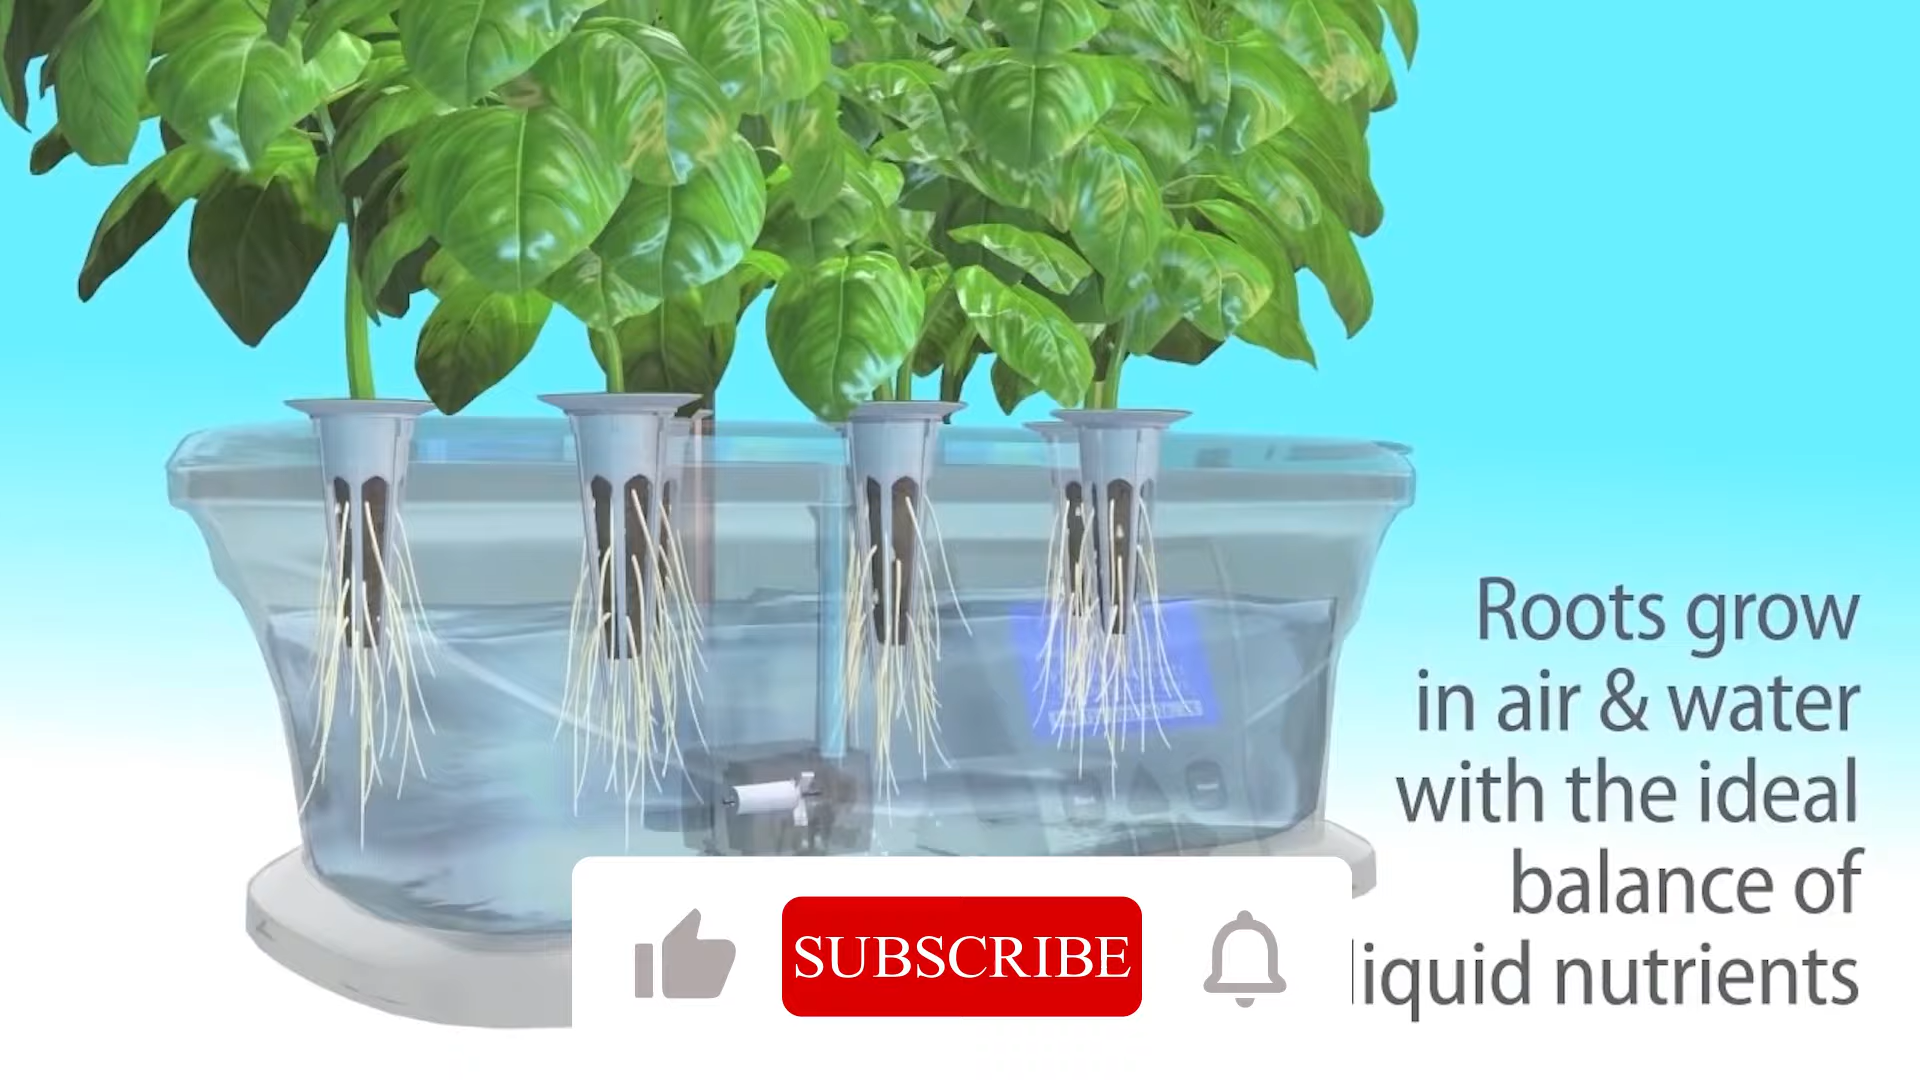 Roots grow
in air & water
with the ideal
balance of
liquid nutrients
SUBSCRIBE